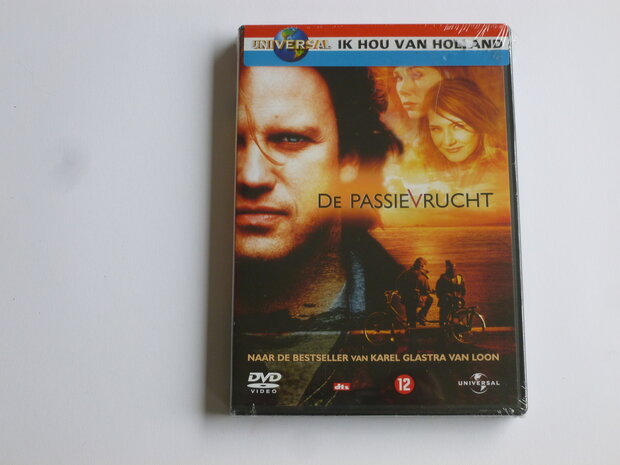 UNIVERSAL IK HOU VAN HOLLAND
DE PASSIEVRUCHT
NAAR DE BESTSELLER VAN KAREL GLASTRA VAN LOON
DVD
VIDEO
dts
12
UNIVERSAL